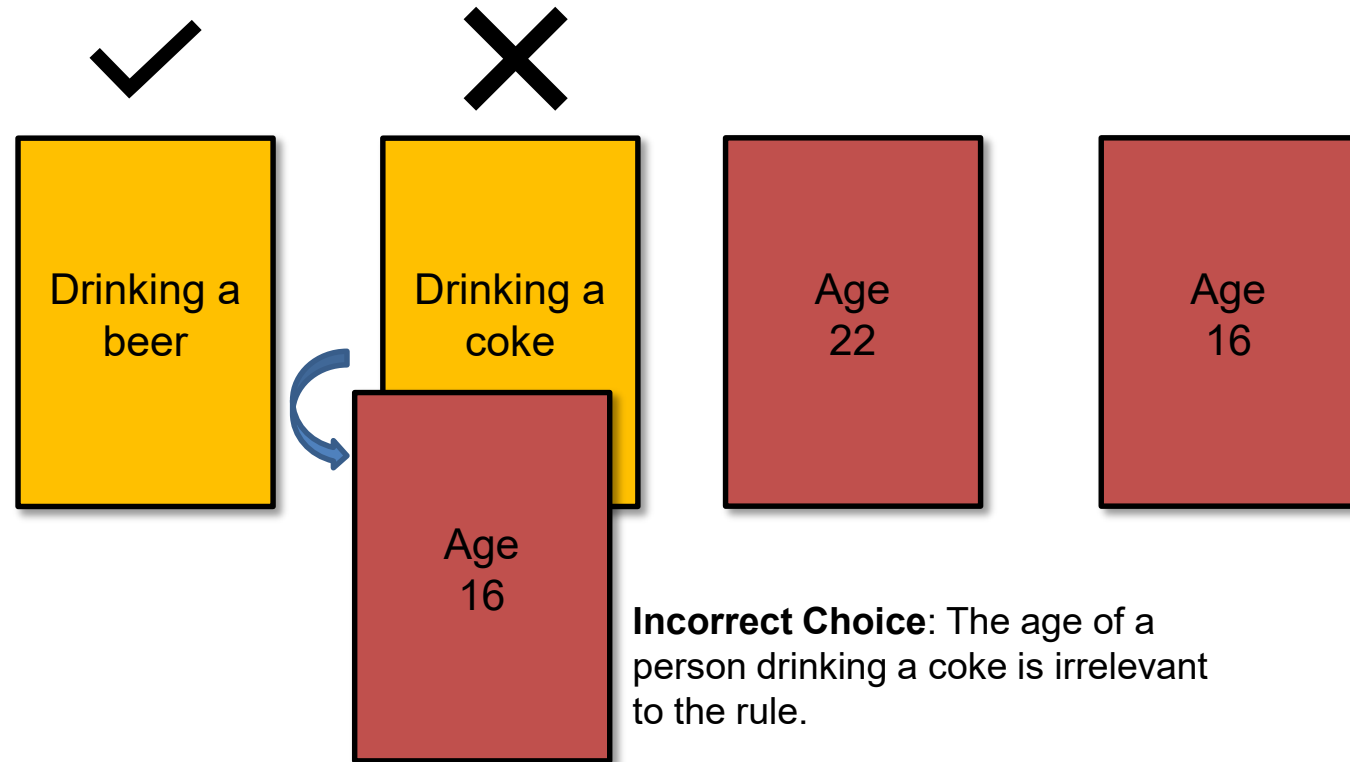 Drinking a
beer
Drinking a
coke
Age
22
Age
16
Age
16
Incorrect Choice: The age of a
person drinking a coke is irrelevant
to the rule.